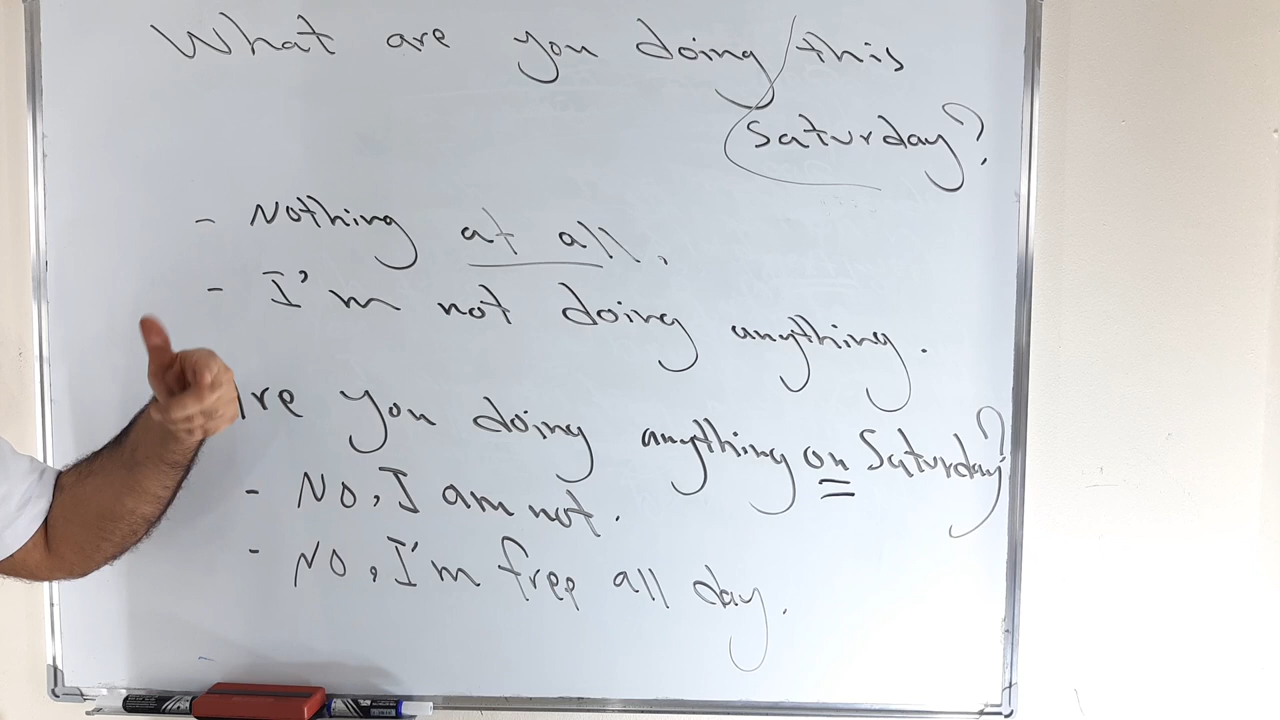 What are you doing this
Saturday?
- Nothing at all.
- I'm not doing anything.
re you doing anything on Saturday?
- No, I am not.
- No, I'm free all day.